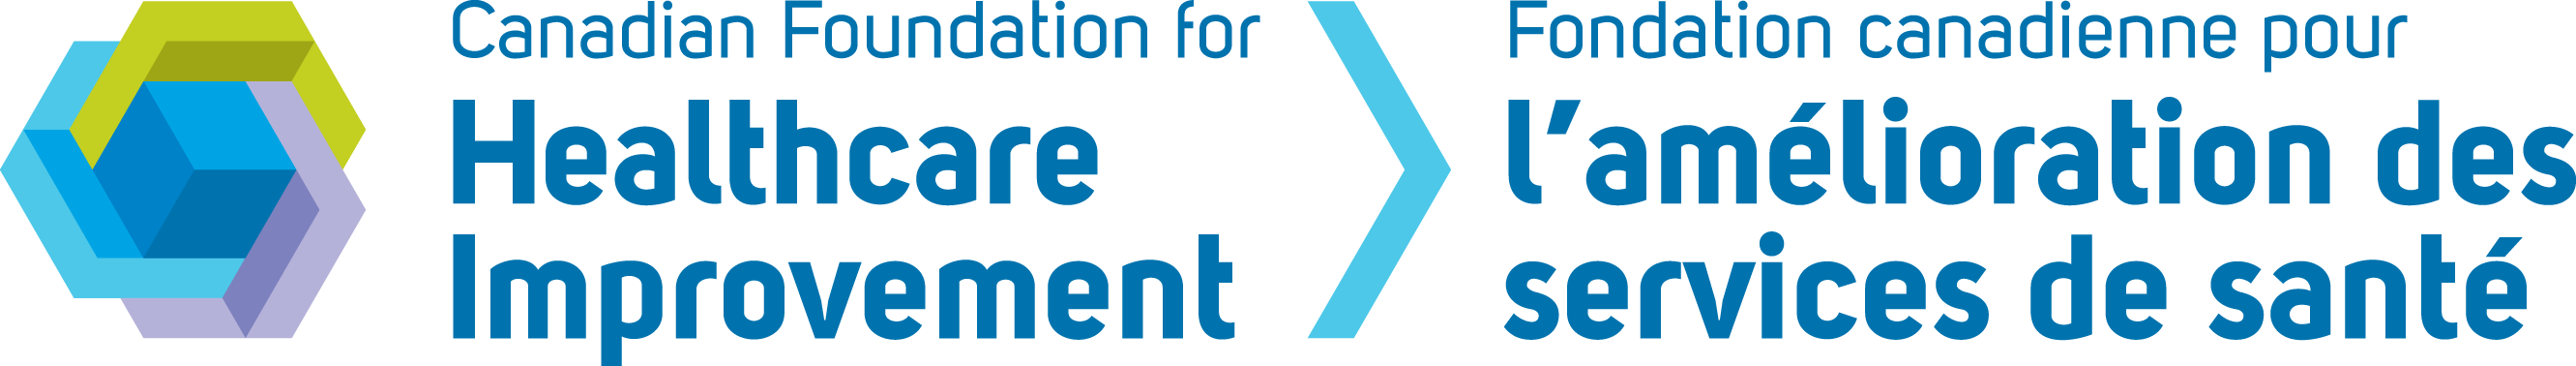 Canadian Foundation for
Healthcare
Improvement
Fondation canadienne pour
l’amélioration des
services de santé